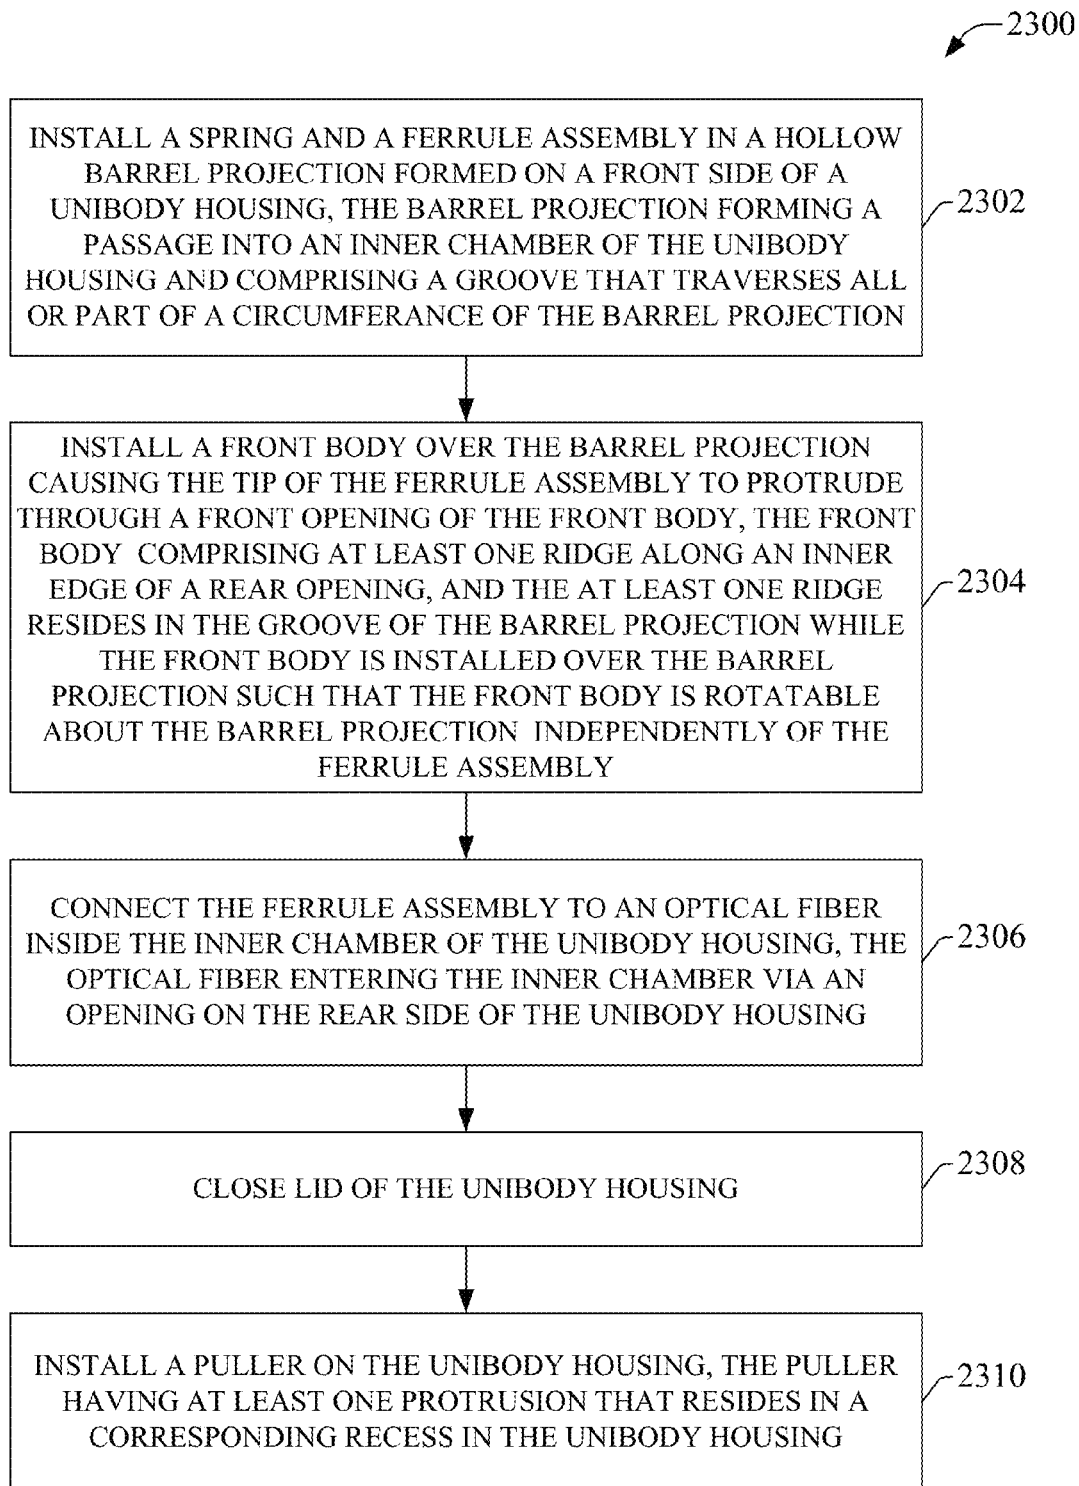 2300
INSTALL A SPRING AND A FERRULE ASSEMBLY IN A HOLLOW
BARREL PROJECTION FORMED ON A FRONT SIDE OF A
UNIBODY HOUSING, THE BARREL PROJECTION FORMING A
PASSAGE INTO AN INNER CHAMBER OF THE UNIBODY
HOUSING AND COMPRISING A GROOVE THAT TRAVERSES ALL
OR PART OF A CIRCUMFERANCE OF THE BARREL PROJECTION
2302
INSTALL A FRONT BODY OVER THE BARREL PROJECTION
CAUSING THE TIP OF THE FERRULE ASSEMBLY TO PROTRUDE
THROUGH A FRONT OPENING OF THE FRONT BODY, THE FRONT
BODY COMPRISING AT LEAST ONE RIDGE ALONG AN INNER
EDGE OF A REAR OPENING, AND THE AT LEAST ONE RIDGE
RESIDES IN THE GROOVE OF THE BARREL PROJECTION WHILE
THE FRONT BODY IS INSTALLED OVER THE BARREL
PROJECTION SUCH THAT THE FRONT BODY IS ROTATABLE
ABOUT THE BARREL PROJECTION INDEPENDENTLY OF THE
FERRULE ASSEMBLY
2304
CONNECT THE FERRULE ASSEMBLY TO AN OPTICAL FIBER
INSIDE THE INNER CHAMBER OF THE UNIBODY HOUSING, THE
OPTICAL FIBER ENTERING THE INNER CHAMBER VIA AN
OPENING ON THE REAR SIDE OF THE UNIBODY HOUSING
2306
CLOSE LID OF THE UNIBODY HOUSING
2308
INSTALL A PULLER ON THE UNIBODY HOUSING, THE PULLER
HAVING AT LEAST ONE PROTRUSION THAT RESIDES IN A
CORRESPONDING RECESS IN THE UNIBODY HOUSING
2310